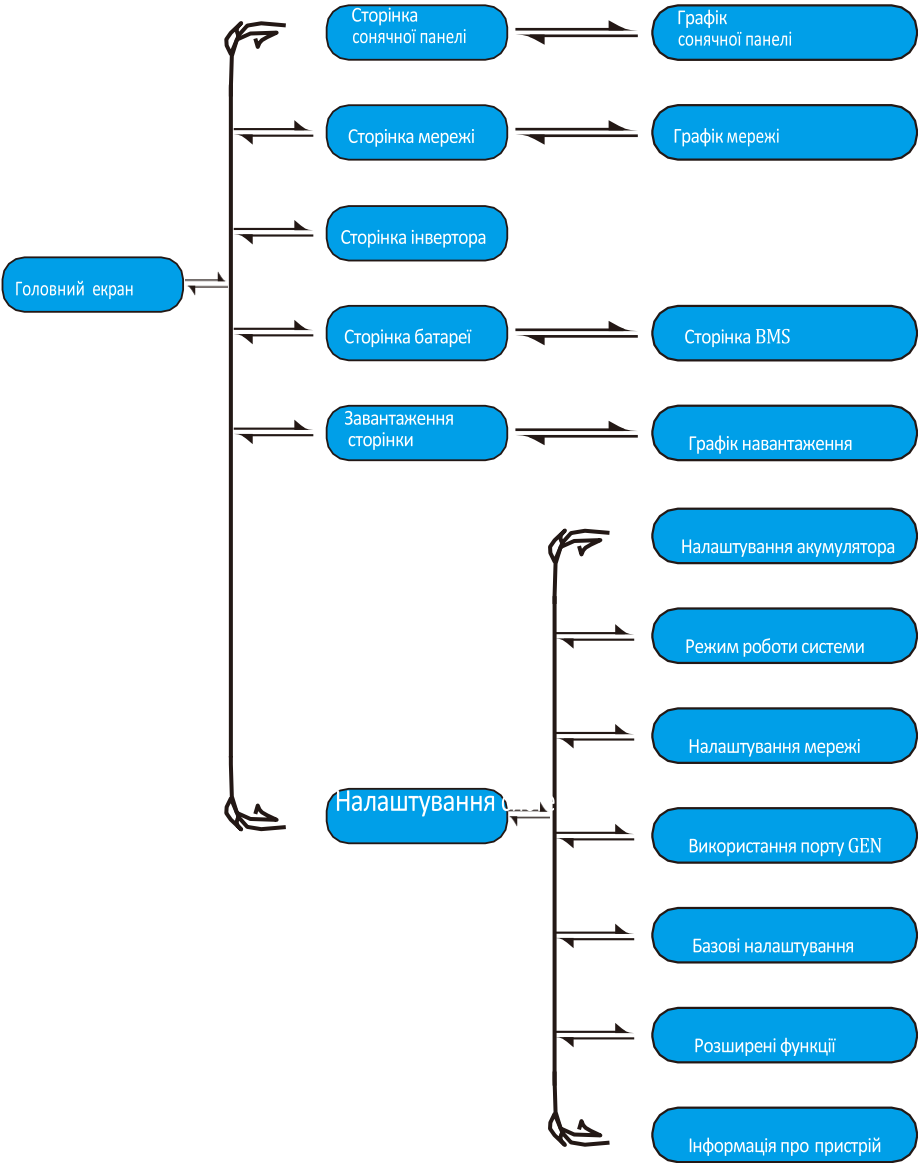 Сторінка
сонячної панелі
Графік
сонячної панелі
Сторінка мережі
Графік мережі
Сторінка інвертора
Головний екран
Сторінка батареї
Сторінка BMS
Завантаження
сторінки
Графік навантаження
Налаштування акумулятора
Режим роботи системи
Налаштування мережі
Налаштування
Використання порту GEN
Базові налаштування
Розширені функції
Інформація про пристрій